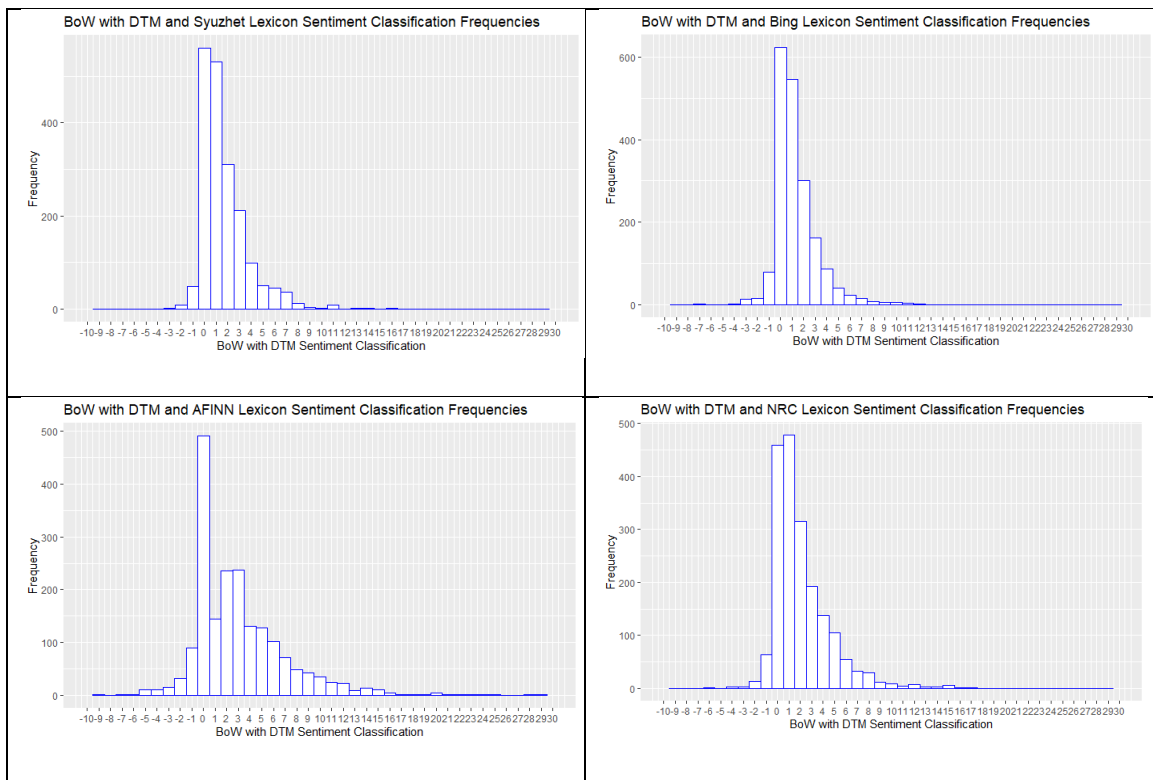 BoW with DTM and Syuzhet Lexicon Sentiment Classification Frequencies
400
200
0
Frequency
-10 -9 -8 -7 -6 -5 -4 -3 -2 -1 0 1 2 3 4 5 6 7 8 9 10 11 12 13 14 15 16 17 18 19 20 21 22 23 24 25 26 27 28 29 30
BoW with DTM Sentiment Classification
BoW with DTM and Bing Lexicon Sentiment Classification Frequencies
600
400
200
0
Frequency
-10 -9 -8 -7 -6 -5 -4 -3 -2 -1 0 1 2 3 4 5 6 7 8 9 10 11 12 13 14 15 16 17 18 19 20 21 22 23 24 25 26 27 28 29 30
BoW with DTM Sentiment Classification
BoW with DTM and AFINN Lexicon Sentiment Classification Frequencies
500
400
300
200
100
0
Frequency
-10 -9 -8 -7 -6 -5 -4 -3 -2 -1 0 1 2 3 4 5 6 7 8 9 10 11 12 13 14 15 16 17 18 19 20 21 22 23 24 25 26 27 28 29 30
BoW with DTM Sentiment Classification
BoW with DTM and NRC Lexicon Sentiment Classification Frequencies
500
400
300
200
100
0
Frequency
-10 -9 -8 -7 -6 -5 -4 -3 -2 -1 0 1 2 3 4 5 6 7 8 9 10 11 12 13 14 15 16 17 18 19 20 21 22 23 24 25 26 27 28 29 30
BoW with DTM Sentiment Classification